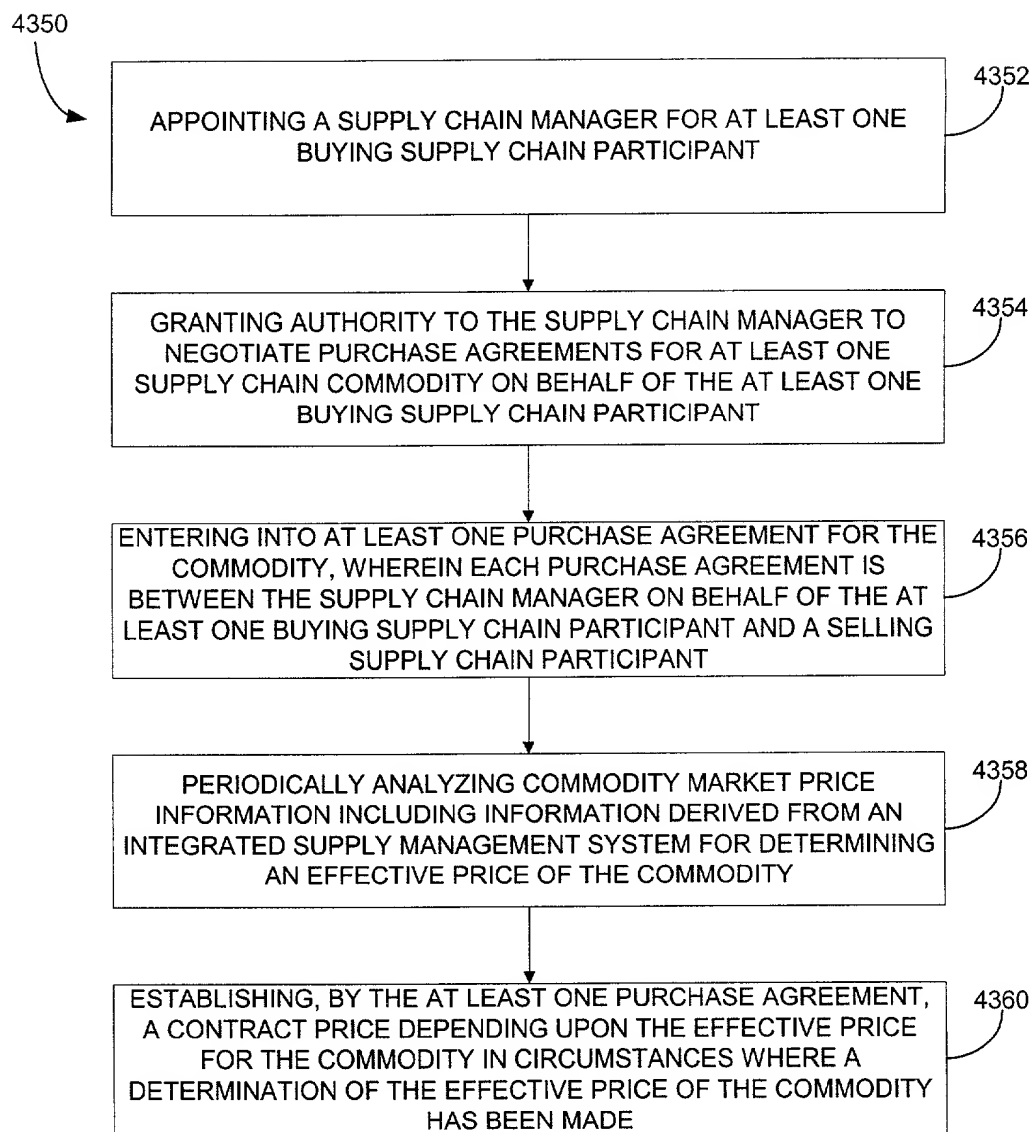 4350
4352
APPOINTING A SUPPLY CHAIN MANAGER FOR AT LEAST ONE
BUYING SUPPLY CHAIN PARTICIPANT
4354
GRANTING AUTHORITY TO THE SUPPLY CHAIN MANAGER TO
NEGOTIATE PURCHASE AGREEMENTS FOR AT LEAST ONE
SUPPLY CHAIN COMMODITY ON BEHALF OF THE AT LEAST ONE
BUYING SUPPLY CHAIN PARTICIPANT
4356
ENTERING INTO AT LEAST ONE PURCHASE AGREEMENT FOR THE
COMMODITY, WHEREIN EACH PURCHASE AGREEMENT IS
BETWEEN THE SUPPLY CHAIN MANAGER ON BEHALF OF THE AT
LEAST ONE BUYING SUPPLY CHAIN PARTICIPANT AND A SELLING
SUPPLY CHAIN PARTICIPANT
4358
PERIODICALLY ANALYZING COMMODITY MARKET PRICE
INFORMATION INCLUDING INFORMATION DERIVED FROM AN
INTEGRATED SUPPLY MANAGEMENT SYSTEM FOR DETERMINING
AN EFFECTIVE PRICE OF THE COMMODITY
4360
ESTABLISHING, BY THE AT LEAST ONE PURCHASE AGREEMENT,
A CONTRACT PRICE DEPENDING UPON THE EFFECTIVE PRICE
FOR THE COMMODITY IN CIRCUMSTANCES WHERE A
DETERMINATION OF THE EFFECTIVE PRICE OF THE COMMODITY
HAS BEEN MADE